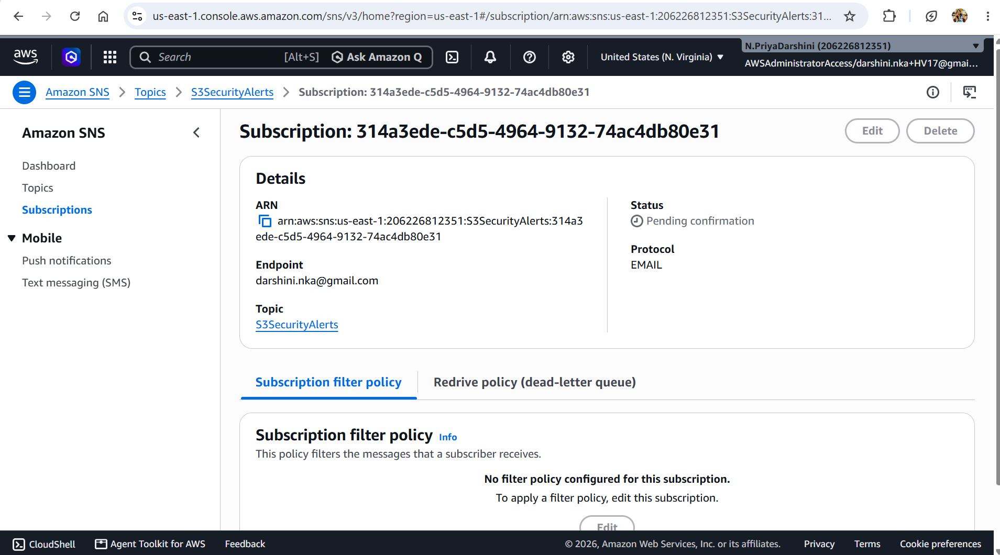 us-east-1.console.aws.amazon.com/sns/v3/home?region=us-east-1#/subscription/arn:aws:sns:us-east-1:206226812351:S3SecurityAlerts:31...
aws
Search [Alt+S] Ask Amazon Q
United States (N. Virginia)
N.PriyaDarshini (206226812351)
AWSAdministratorAccess/darshini.nka+HV17@gmai...
Amazon SNS
Topics
S3SecurityAlerts
Subscription: 314a3ede-c5d5-4964-9132-74ac4db80e31
Amazon SNS
Dashboard
Topics
Subscriptions
Mobile
Push notifications
Text messaging (SMS)
Subscription: 314a3ede-c5d5-4964-9132-74ac4db80e31
Edit
Delete
Details
ARN
arn:aws:sns:us-east-1:206226812351:S3SecurityAlerts:314a3
ede-c5d5-4964-9132-74ac4db80e31
Endpoint
darshini.nka@gmail.com
Topic
S3SecurityAlerts
Status
Pending confirmation
Protocol
EMAIL
Subscription filter policy
Redrive policy (dead-letter queue)
Subscription filter policy Info
This policy filters the messages that a subscriber receives.
No filter policy configured for this subscription.
To apply a filter policy, edit this subscription.
Edit
CloudShell
Agent Toolkit for AWS
Feedback
© 2026, Amazon Web Services, Inc. or its affiliates.
Privacy
Terms
Cookie preferences